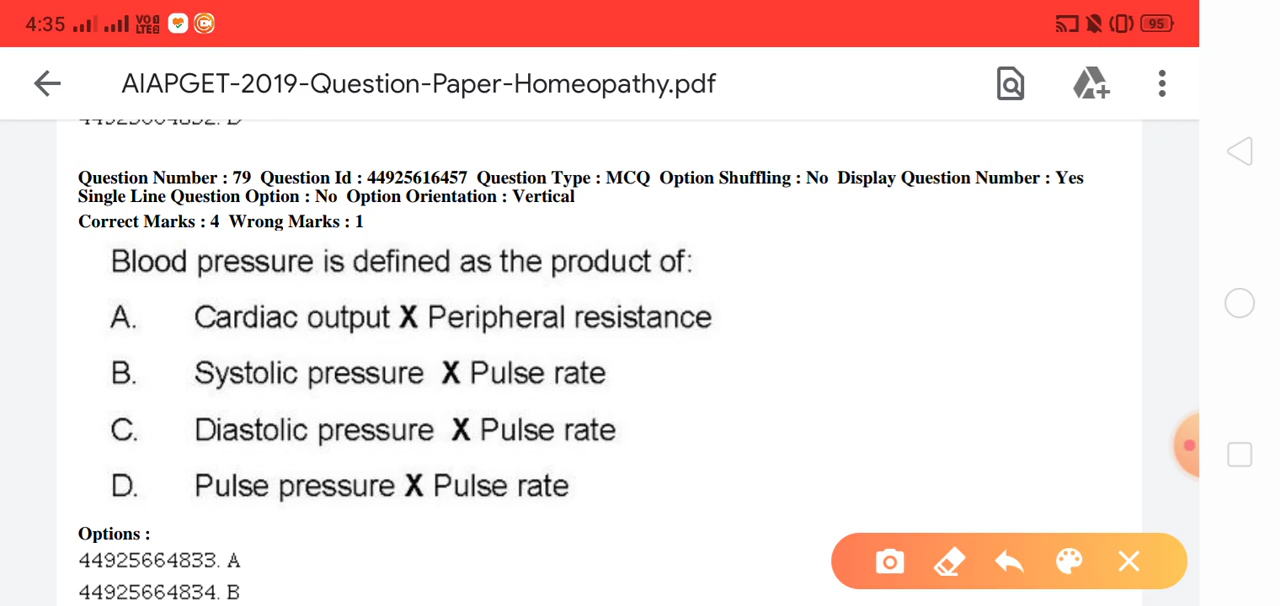 4:35 VO LTE 95
AIAPGET-2019-Question-Paper-Homeopathy.pdf
Question Number : 79 Question Id : 44925616457 Question Type : MCQ Option Shuffling : No Display Question Number : Yes
Single Line Question Option : No Option Orientation : Vertical
Correct Marks : 4 Wrong Marks : 1
Blood pressure is defined as the product of:
A. Cardiac output X Peripheral resistance
B. Systolic pressure X Pulse rate
C. Diastolic pressure X Pulse rate
D. Pulse pressure X Pulse rate
Options :
44925664833. A
44925664834. B